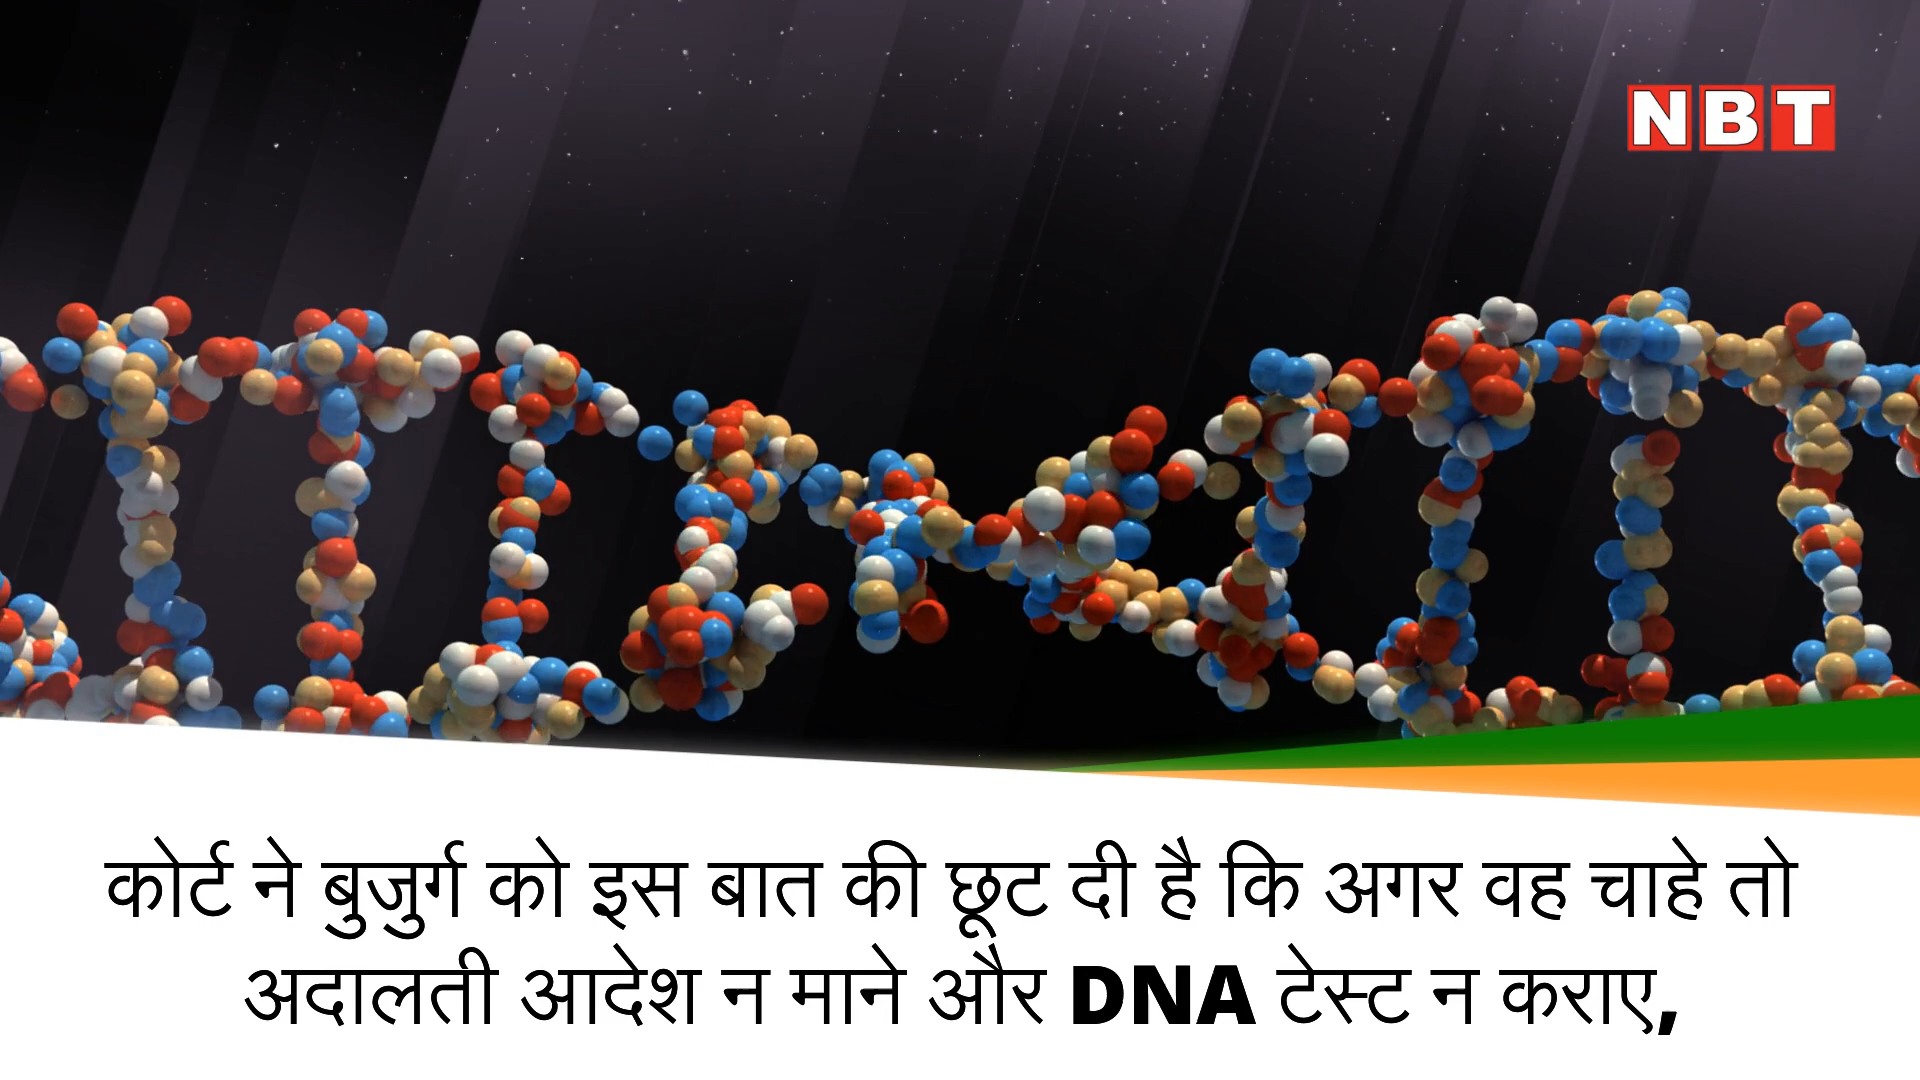 NBT
कोर्ट ने बुजुर्ग को इस बात की छूट दी है कि अगर वह चाहे तो
अदालती आदेश न माने और DNA टेस्ट न कराए,